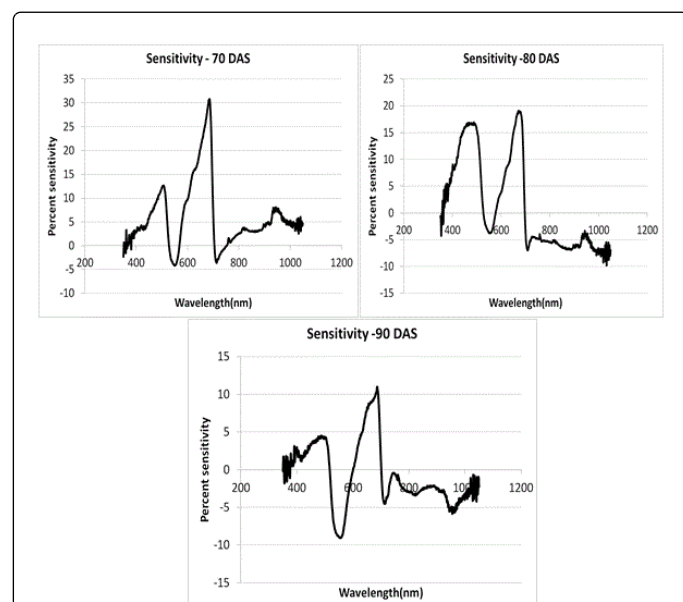 Sensitivity - 70 DAS
35
30
25
20
15
10
5
0
-5
-10
200 400 600 800 1000 1200
Percent sensitivity
Wavelength(nm)
Sensitivity -80 DAS
25
20
15
10
5
0
-5
-10
-15
200 400 600 800 1000 1200
Percent sensitivity
Wavelength(nm)
Sensitivity -90 DAS
15
10
5
0
-5
-10
-15
200 400 600 800 1000 1200
Percent sensitivity
Wavelength(nm)